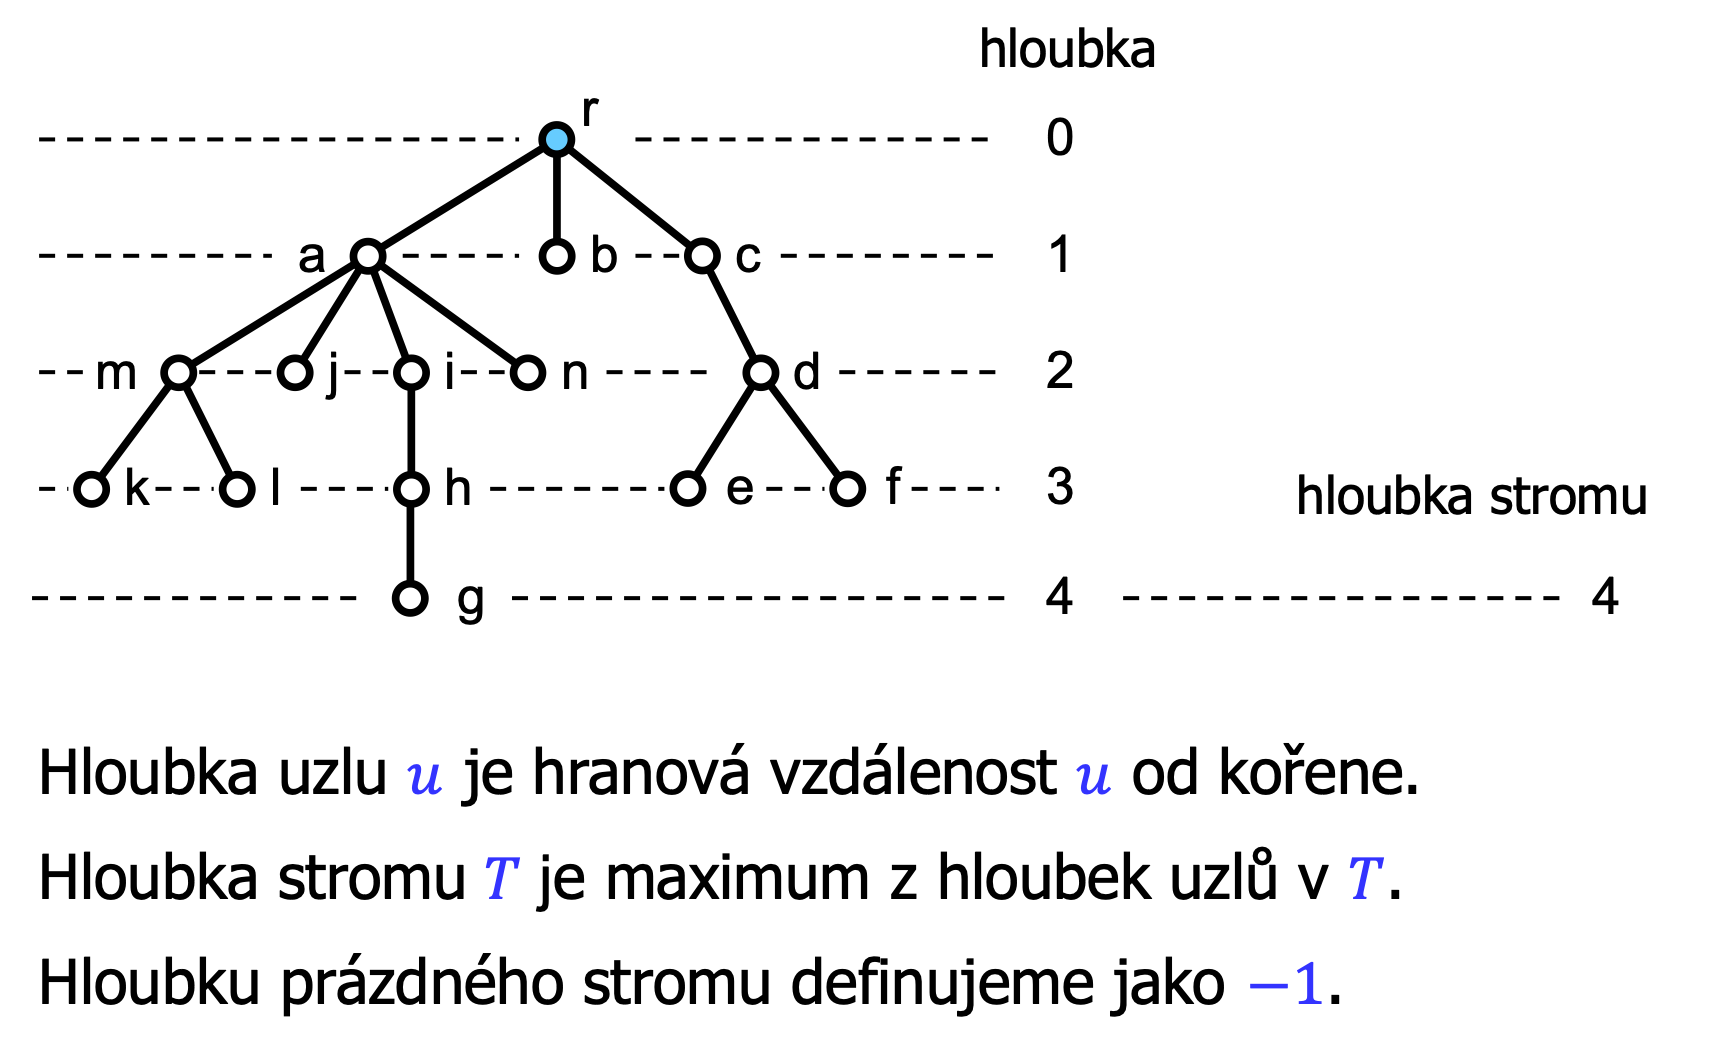 hloubka
r
0
a b c 1
m j i n d 2
k l h e f 3
hloubka stromu
g 4 4
Hloubka uzlu u je hranová vzdálenost u od kořene.
Hloubka stromu T je maximum z hloubek uzlů v T.
Hloubku prázdného stromu definujeme jako −1.